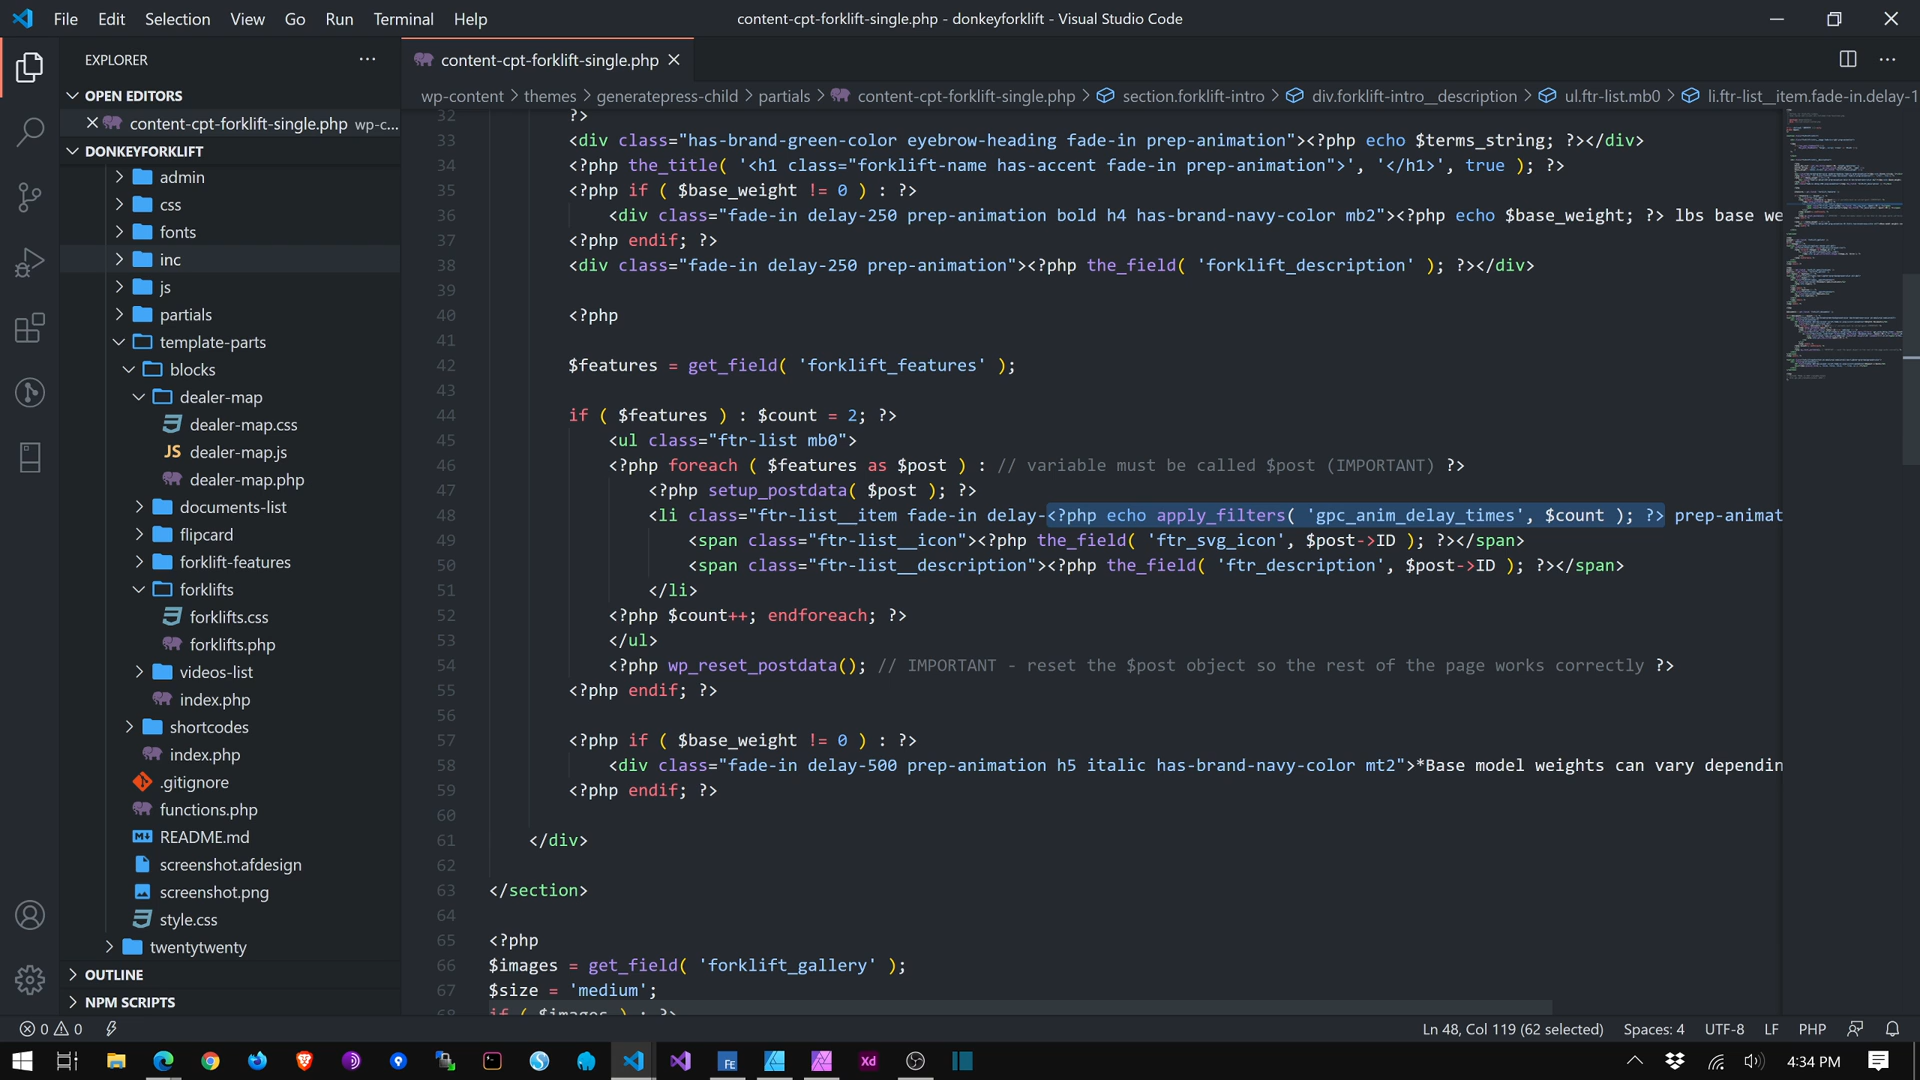 File Edit Selection View Go Run Terminal Help
content-cpt-forklift-single.php - donkeyforklift - Visual Studio Code
EXPLORER
OPEN EDITORS
content-cpt-forklift-single.php wp-c...
DONKEYFORKLIFT
admin
css
fonts
inc
js
partials
template-parts
blocks
dealer-map
dealer-map.css
JS dealer-map.js
dealer-map.php
documents-list
flipcard
forklift-features
forklifts
forklifts.css
forklifts.php
videos-list
index.php
shortcodes
index.php
.gitignore
functions.php
README.md
screenshot.afdesign
screenshot.png
style.css
twentytwenty
OUTLINE
NPM SCRIPTS
content-cpt-forklift-single.php
wp-content > themes > generatepress-child > partials > content-cpt-forklift-single.php > section.forklift-intro > div.forklift-intro__description > ul.ftr-list.mb0 > li.ftr-list__item.fade-in.delay-1
32 ?>
33 <div class="has-brand-green-color eyebrow-heading fade-in prep-animation"><?php echo $terms_string; ?></div>
34 <?php the_title( '<h1 class="forklift-name has-accent fade-in prep-animation">', '</h1>', true ); ?>
35 <?php if ( $base_weight != 0 ) : ?>
36 <div class="fade-in delay-250 prep-animation bold h4 has-brand-navy-color mb2"><?php echo $base_weight; ?> lbs base we
37 <?php endif; ?>
38 <div class="fade-in delay-250 prep-animation"><?php the_field( 'forklift_description' ); ?></div>
39
40 <?php
41
42 $features = get_field( 'forklift_features' );
43
44 if ( $features ) : $count = 2; ?>
45 <ul class="ftr-list mb0">
46 <?php foreach ( $features as $post ) : // variable must be called $post (IMPORTANT) ?>
47 <?php setup_postdata( $post ); ?>
48 <li class="ftr-list__item fade-in delay-<?php echo apply_filters( 'gpc_anim_delay_times', $count ); ?> prep-animat
49 <span class="ftr-list__icon"><?php the_field( 'ftr_svg_icon', $post->ID ); ?></span>
50 <span class="ftr-list__description"><?php the_field( 'ftr_description', $post->ID ); ?></span>
51 </li>
52 <?php $count++; endforeach; ?>
53 </ul>
54 <?php wp_reset_postdata(); // IMPORTANT - reset the $post object so the rest of the page works correctly ?>
55 <?php endif; ?>
56
57 <?php if ( $base_weight != 0 ) : ?>
58 <div class="fade-in delay-500 prep-animation h5 italic has-brand-navy-color mt2">*Base model weights can vary dependin
59 <?php endif; ?>
60
61 </div>
62
63 </section>
64
65 <?php
66 $images = get_field( 'forklift_gallery' );
67 $size = 'medium';
68 if ( $images ) : ?>
0 0
Ln 48, Col 119 (62 selected) Spaces: 4 UTF-8 LF PHP
FE Xd
4:34 PM